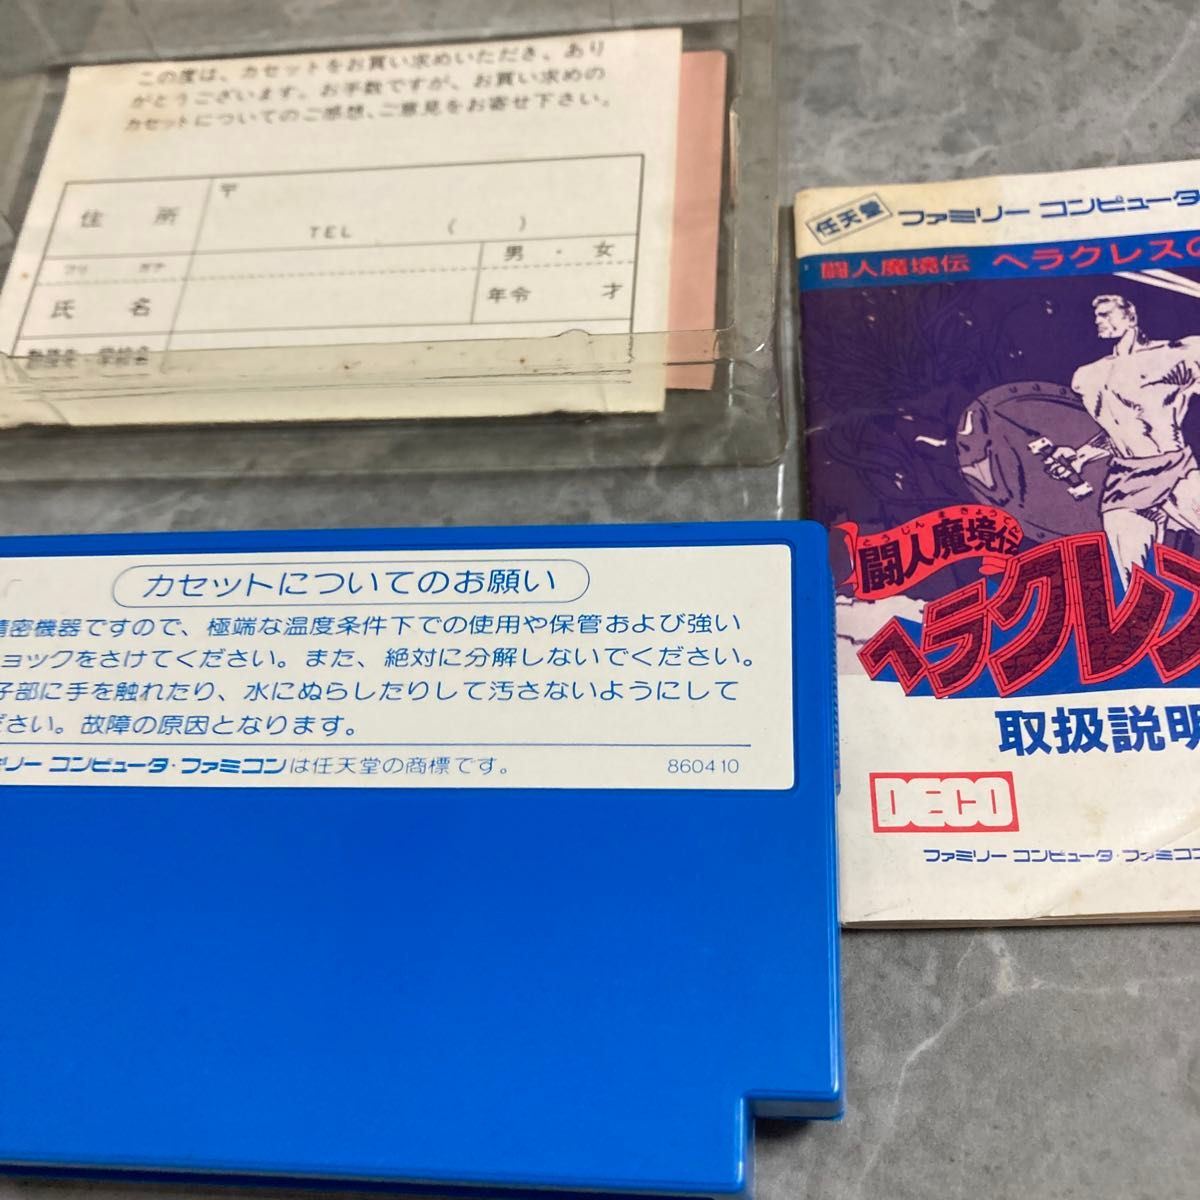 この度は、カセットをお買い求めいただき、あり
がとうございます。お手数ですが、お買い求めの
カセットについてのご感想、ご意見をお寄せ下さい。
住 所
〒
TEL ( )
フリ ガナ
氏 名
男 ・ 女
年令 才
任天堂 ファミリー コンピュータ
闘人魔境伝 ヘラクレスの
とうじん まきょうでん
闘人魔境伝
ヘラクレス
取扱説明
DECO
ファミリー コンピュータ・ファミコン
カセットについてのお願い
精密機器ですので、極端な温度条件下での使用や保管および強い
ョックをさけてください。また、絶対に分解しないでください。
子部に手を触れたり、水にぬらしたりして汚さないようにして
ださい。故障の原因となります。
ミリー コンピュータ・ファミコンは任天堂の商標です。
860410